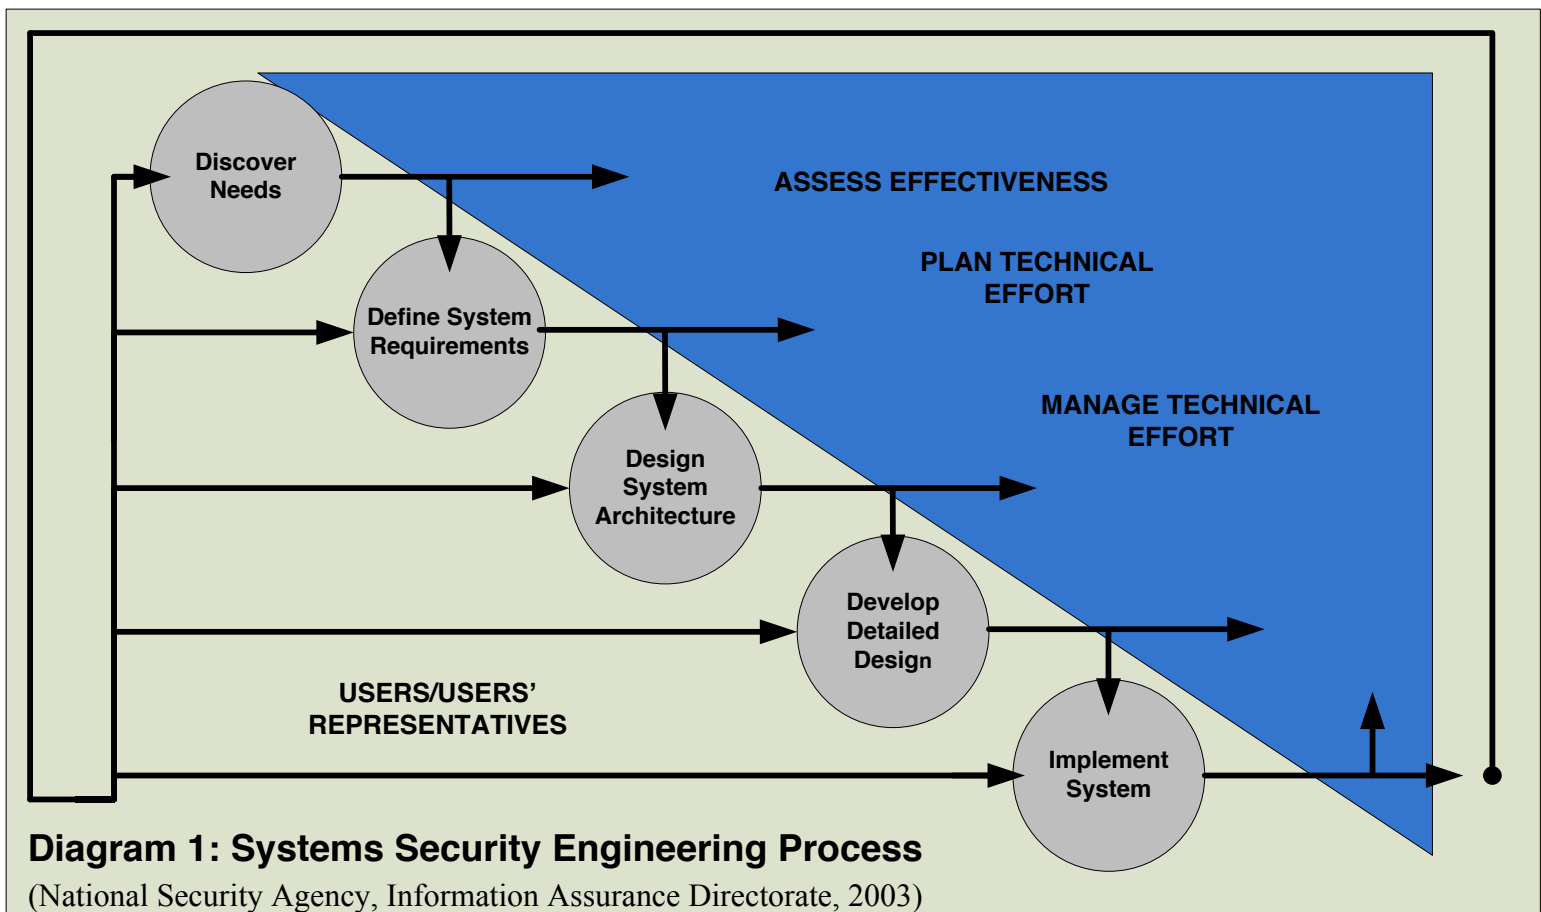 Discover
Needs
ASSESS EFFECTIVENESS
PLAN TECHNICAL
EFFORT
Define System
Requirements
MANAGE TECHNICAL
EFFORT
Design
System
Architecture
Develop
Detailed
Design
USERS/USERS’
REPRESENTATIVES
Implement
System
Diagram 1: Systems Security Engineering Process
(National Security Agency, Information Assurance Directorate, 2003)